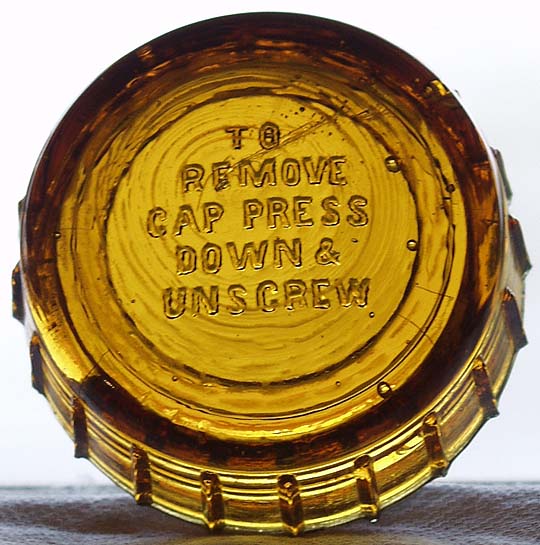 TO
REMOVE
CAP PRESS
DOWN &
UNSCREW